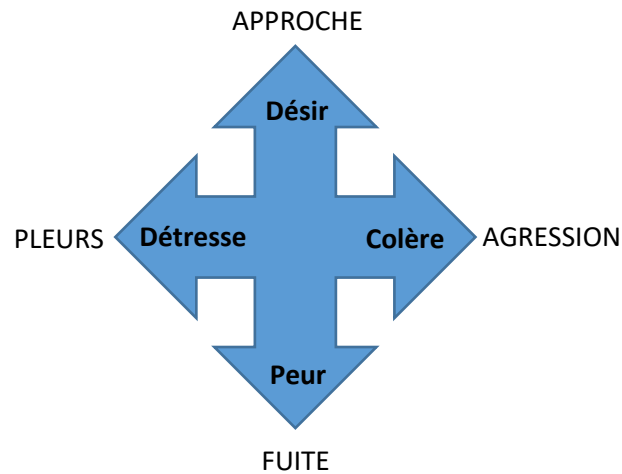 APPROCHE
Désir
PLEURS Détresse Colère AGRESSION
Peur
FUITE